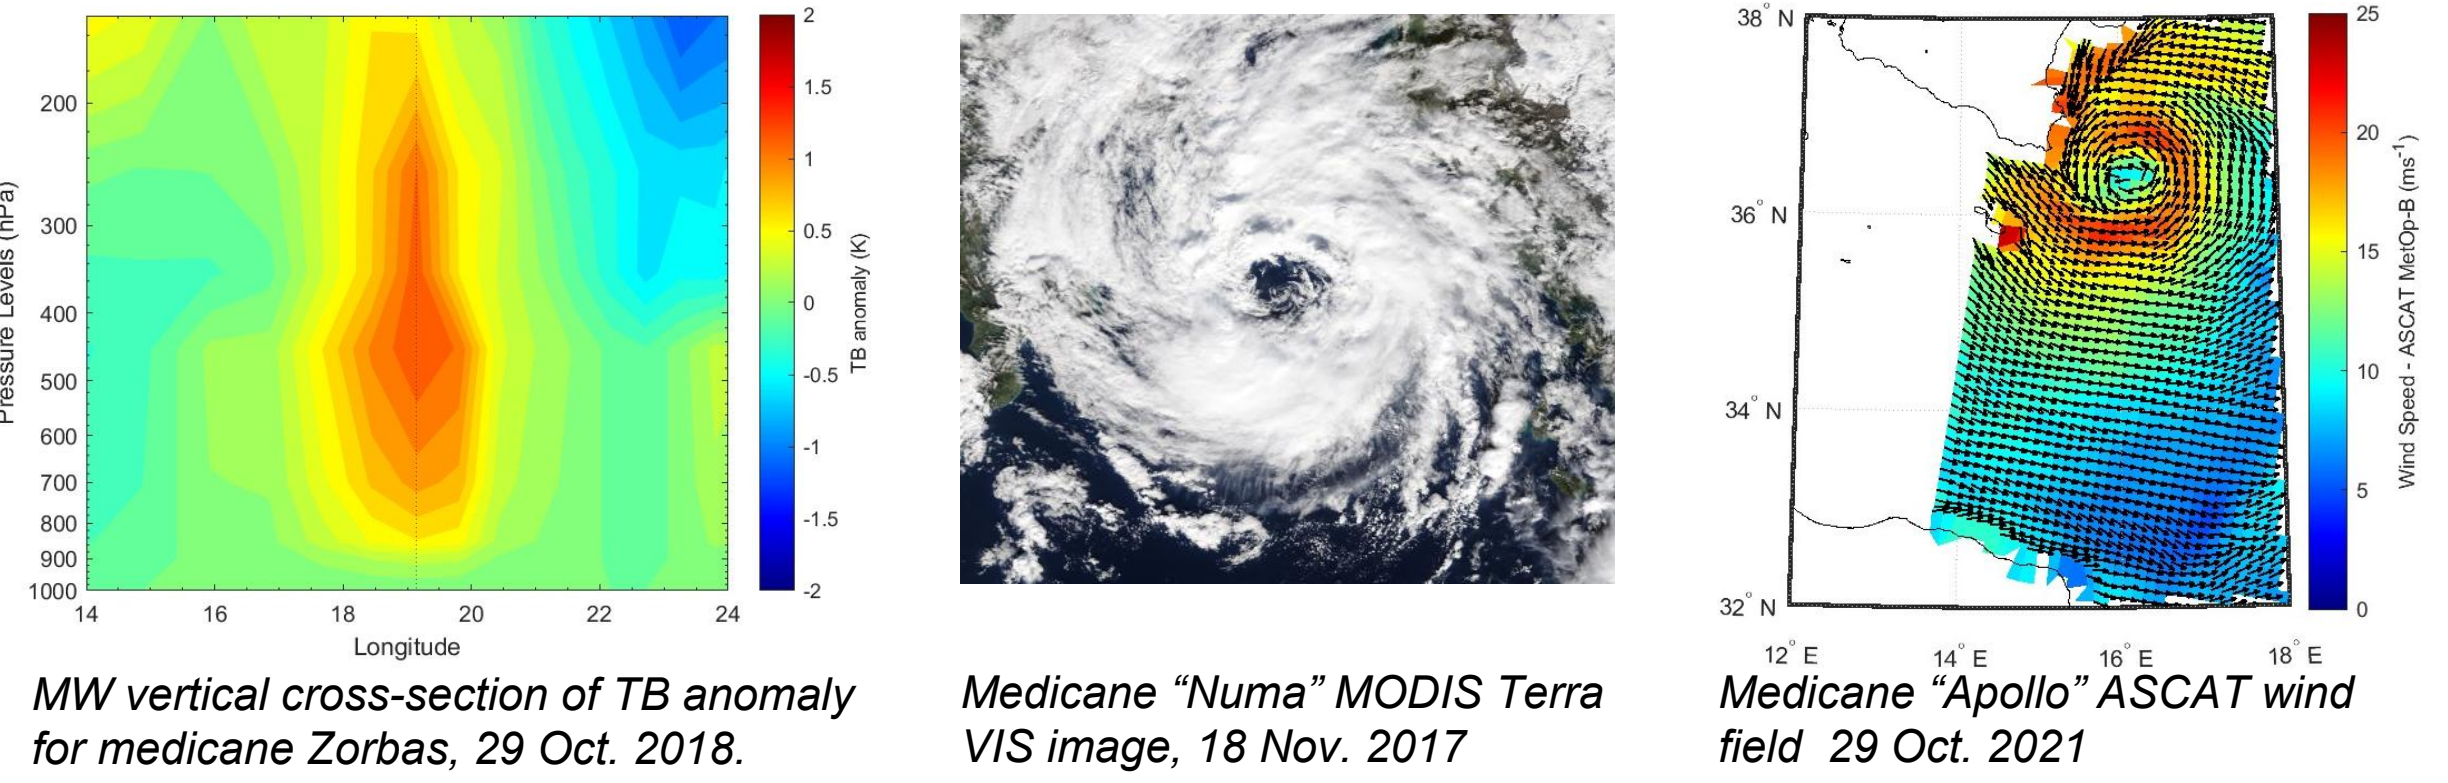 200
300
400
500
600
700
800
900
1000
Pressure Levels (hPa)
14 16 18 20 22 24
Longitude
2
1.5
1
0.5
0
-0.5
-1
-1.5
-2
TB anomaly (K)
MW vertical cross-section of TB anomaly
for medicane Zorbas, 29 Oct. 2018.
Medicane “Numa” MODIS Terra
VIS image, 18 Nov. 2017
38° N
36° N
34° N
32° N
12° E 14° E 16° E 18° E
25
20
15
10
5
0
Wind Speed - ASCAT MetOp-B (ms⁻¹)
Medicane “Apollo” ASCAT wind
field 29 Oct. 2021